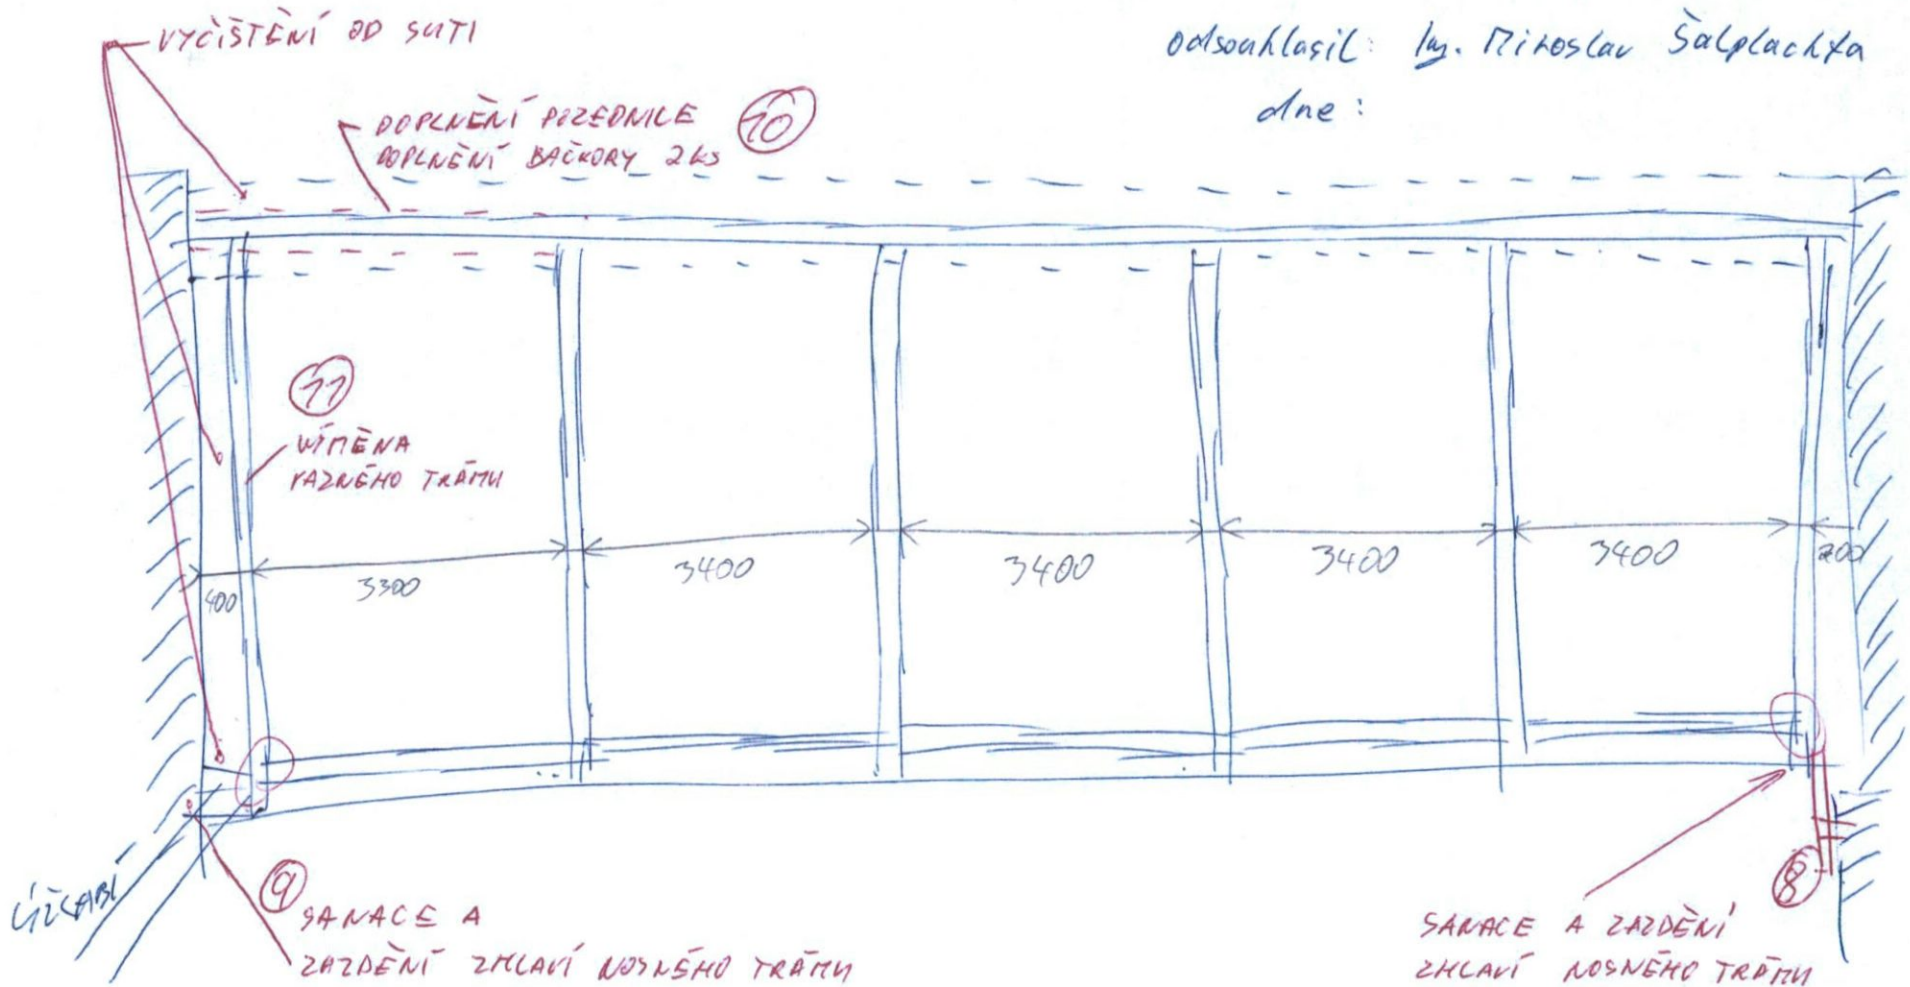 VYČIŠTĚNÍ OD SUTI
odsouhlasil: Ing. Miroslav Šalplachta
dne:
DOPLNĚNÍ POZEDNICE
DOPLNĚNÍ BAČKORY 2ks
10
11
VÝMĚNA
VAZNÉHO TRÁMU
400
3300
3400
3400
3400
3400
200
ÚŽLABÍ
9
SANACE A
ZAZDĚNÍ ZHLAVÍ NOSNÉHO TRÁMU
8
SANACE A ZAZDĚNÍ
ZHLAVÍ NOSNÉHO TRÁMU